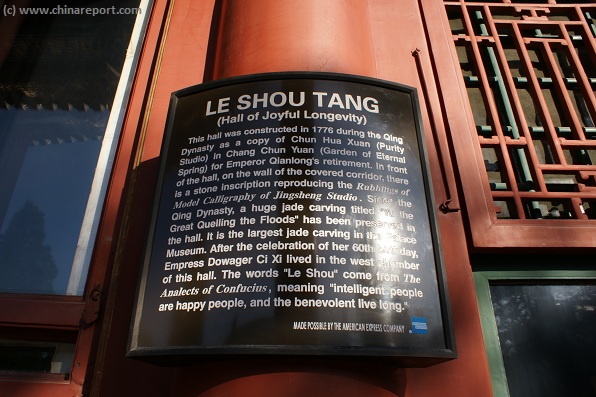 (c) www.chinareport.com
LE SHOU TANG
(Hall of Joyful Longevity)
This hall was constructed in 1776 during the Qing
Dynasty as a copy of Chun Hua Xuan (Purity
Studio) in Chang Chun Yuan (Garden of Eternal
Spring) for Emperor Qianlong's retirement. In front
of the hall, on the wall of the covered corridor, there
is a stone inscription reproducing the Rubbings of
Model Calligraphy of Jingsheng Studio. Since the
Qing Dynasty, a huge jade carving titled the
Great Quelling the Floods" has been preserved in
the hall. It is the largest jade carving in the Palace
Museum. After the celebration of her 60th
Empress Dowager Ci Xi lived in the west chamber
of this hall. The words "Le Shou" come from The
Analects of Confucius, meaning "intelligent people
are happy people, and the benevolent live long."
MADE POSSIBLE BY THE AMERICAN EXPRESS COMPANY